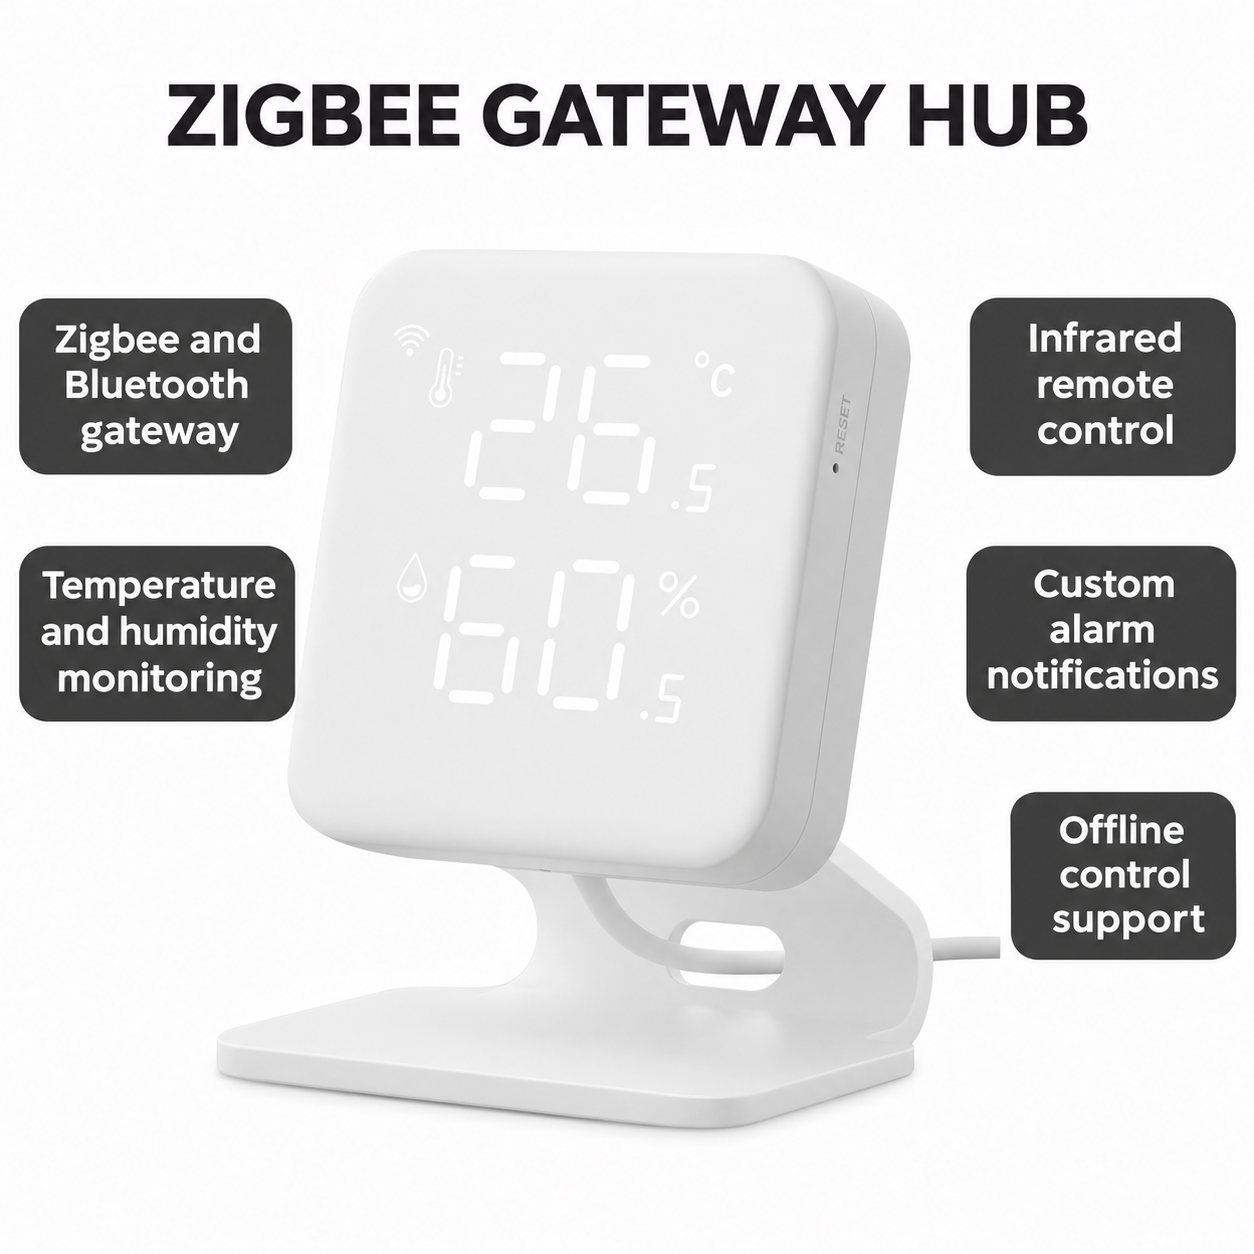 ZIGBEE GATEWAY HUB
Zigbee and
Bluetooth
gateway
Temperature
and humidity
monitoring
26.5 °C
60.5 %
RESET
Infrared
remote
control
Custom
alarm
notifications
Offline
control
support